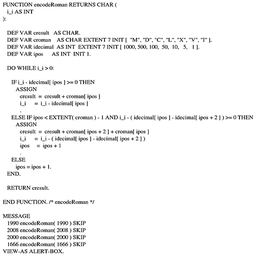 FUNCTION encodeRoman RETURNS CHAR (
i_i AS INT
):
DEF VAR cresult AS CHAR.
DEF VAR croman AS CHAR EXTENT 7 INIT [ "M", "D", "C", "L", "X", "V", "I" ].
DEF VAR idecimal AS INT EXTENT 7 INIT [ 1000, 500, 100, 50, 10, 5, 1 ].
DEF VAR ipos AS INT INIT 1.
DO WHILE i_i > 0:
IF i_i - idecimal[ ipos ] >= 0 THEN
ASSIGN
cresult = cresult + croman[ ipos ]
i_i = i_i - idecimal[ ipos ]
.
ELSE IF ipos < EXTENT( croman ) - 1 AND i_i - ( idecimal[ ipos ] - idecimal[ ipos + 2 ] ) >= 0 THEN
ASSIGN
cresult = cresult + croman[ ipos + 2 ] + croman[ ipos ]
i_i = i_i - ( idecimal[ ipos ] - idecimal[ ipos + 2 ] )
ipos = ipos + 1
.
ELSE
ipos = ipos + 1.
END.
RETURN cresult.
END FUNCTION. /* encodeRoman */
MESSAGE
1990 encodeRoman( 1990 ) SKIP
2008 encodeRoman( 2008 ) SKIP
2000 encodeRoman( 2000 ) SKIP
1666 encodeRoman( 1666 ) SKIP
VIEW-AS ALERT-BOX.